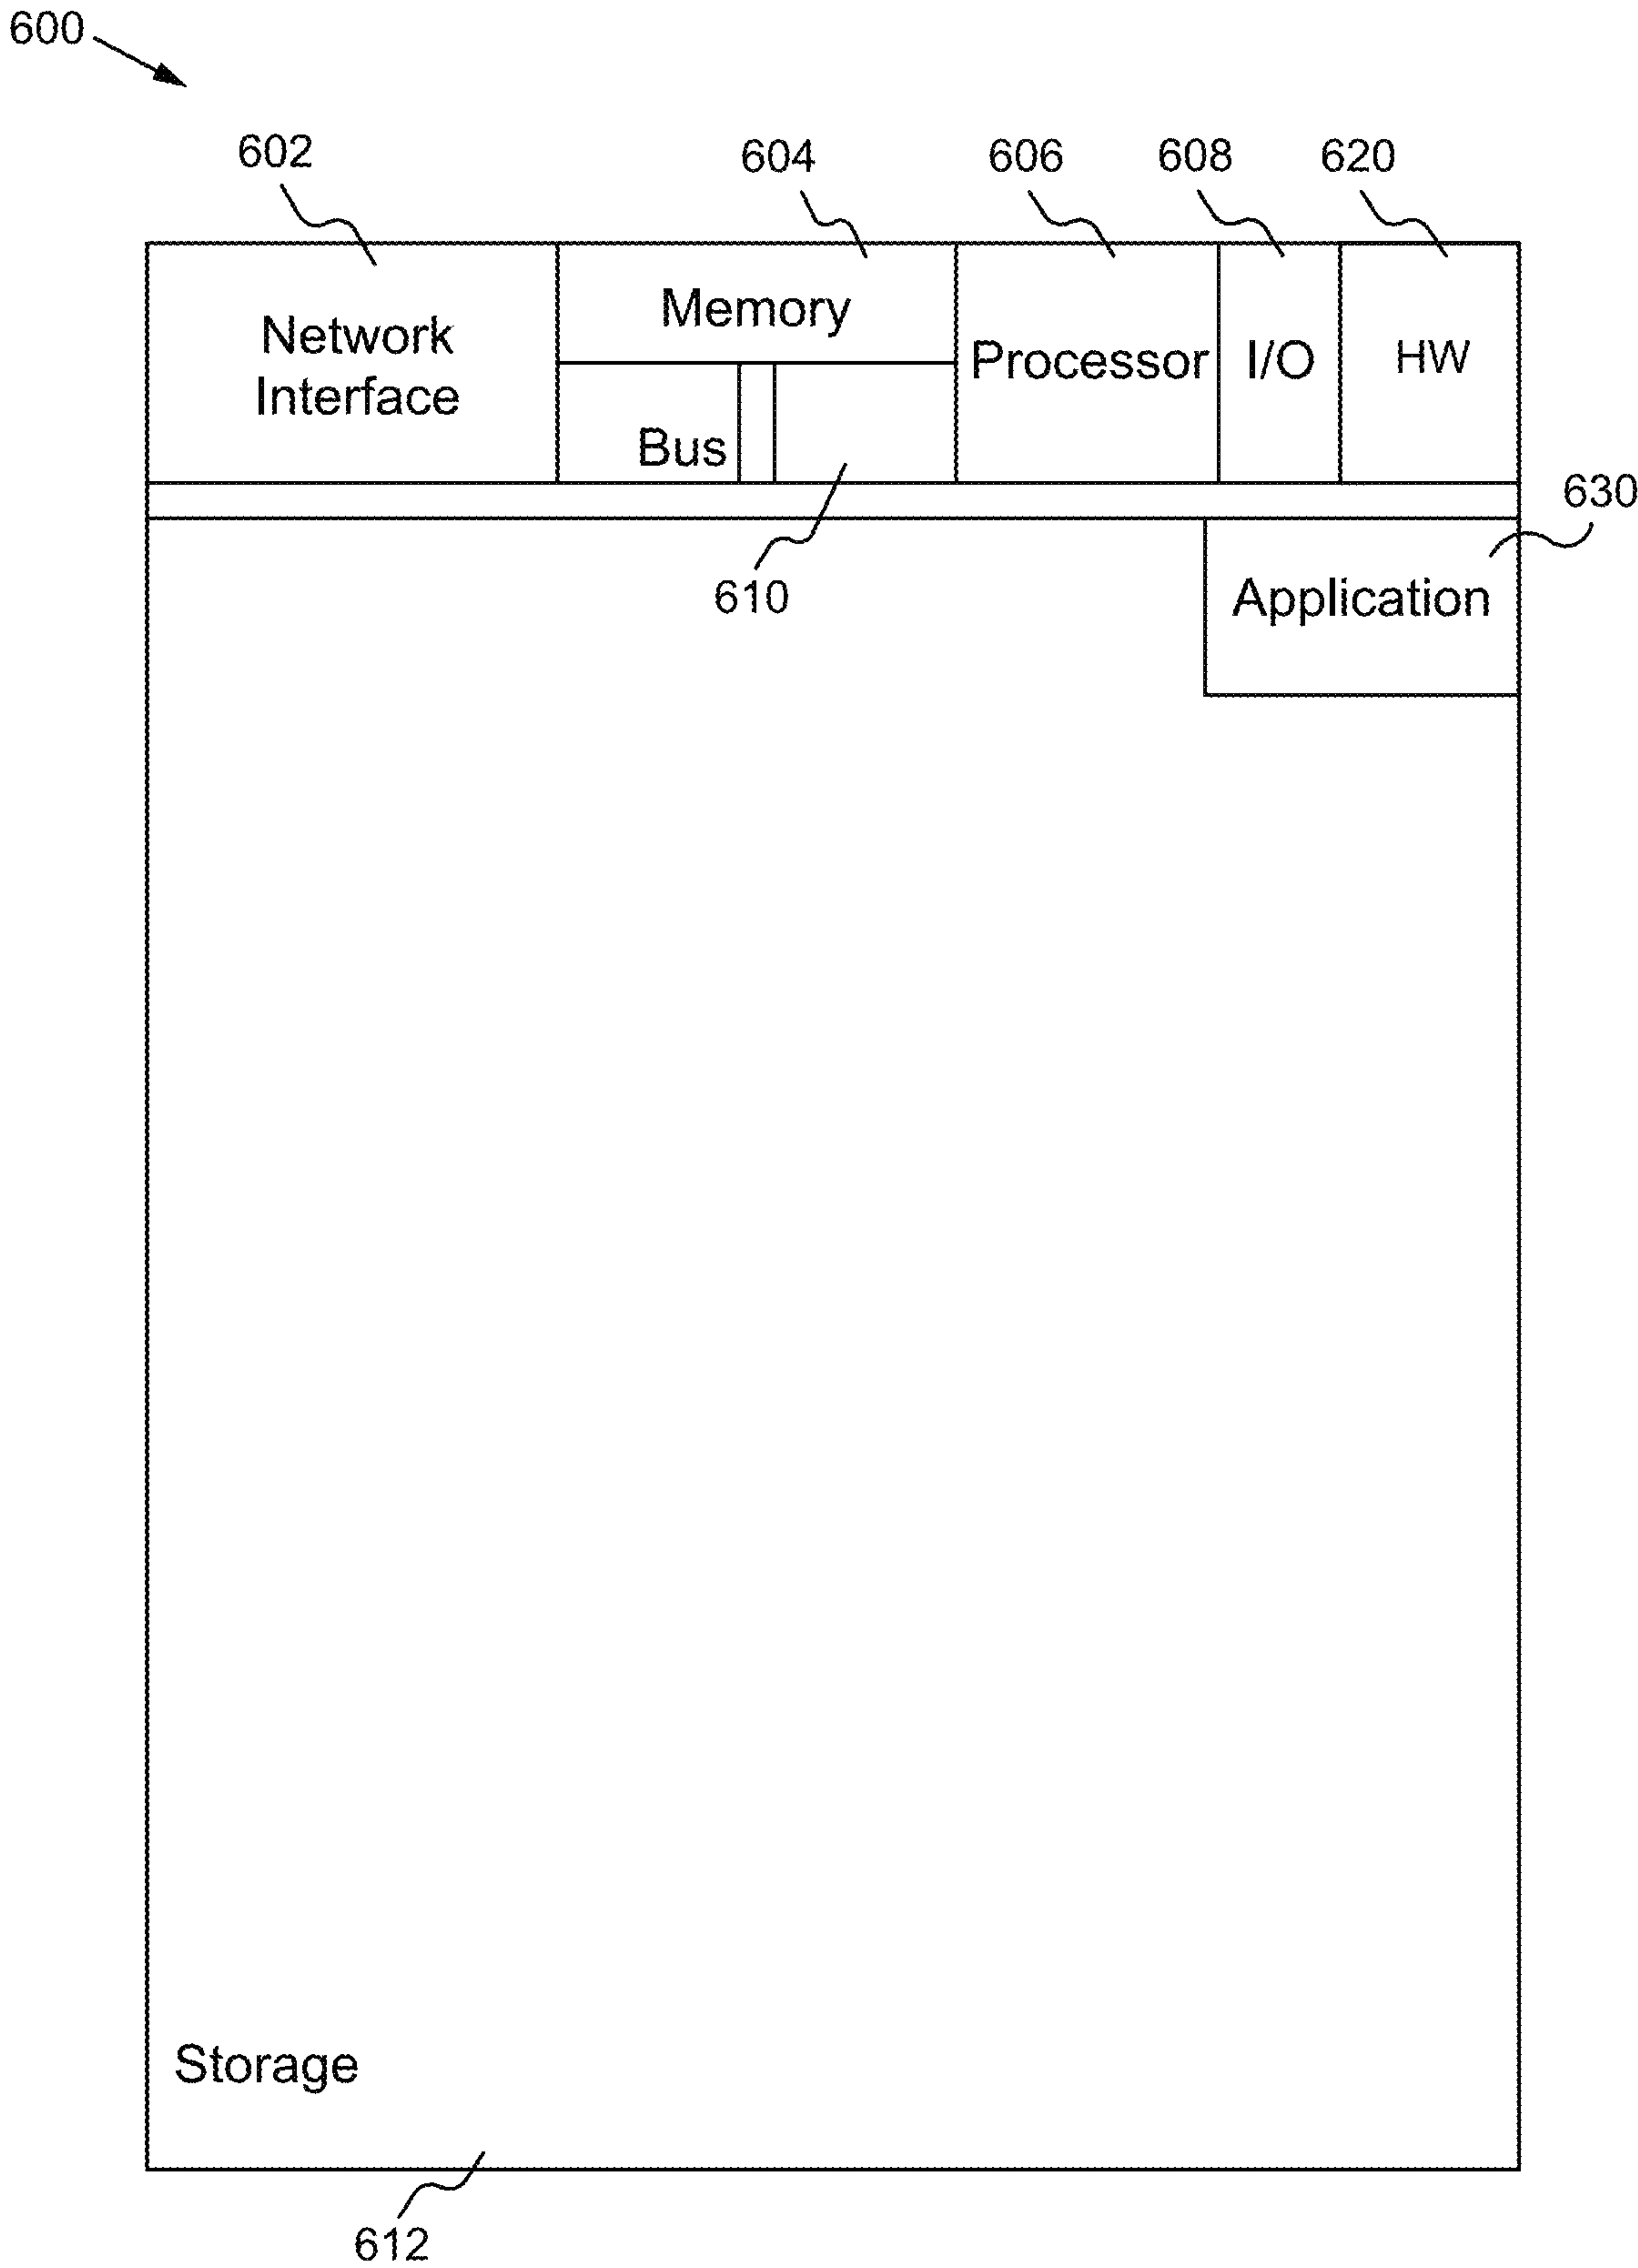 600
602
604
606
608
620
Memory
Network
Interface
Processor
I/O
HW
Bus
630
610
Application
Storage
612